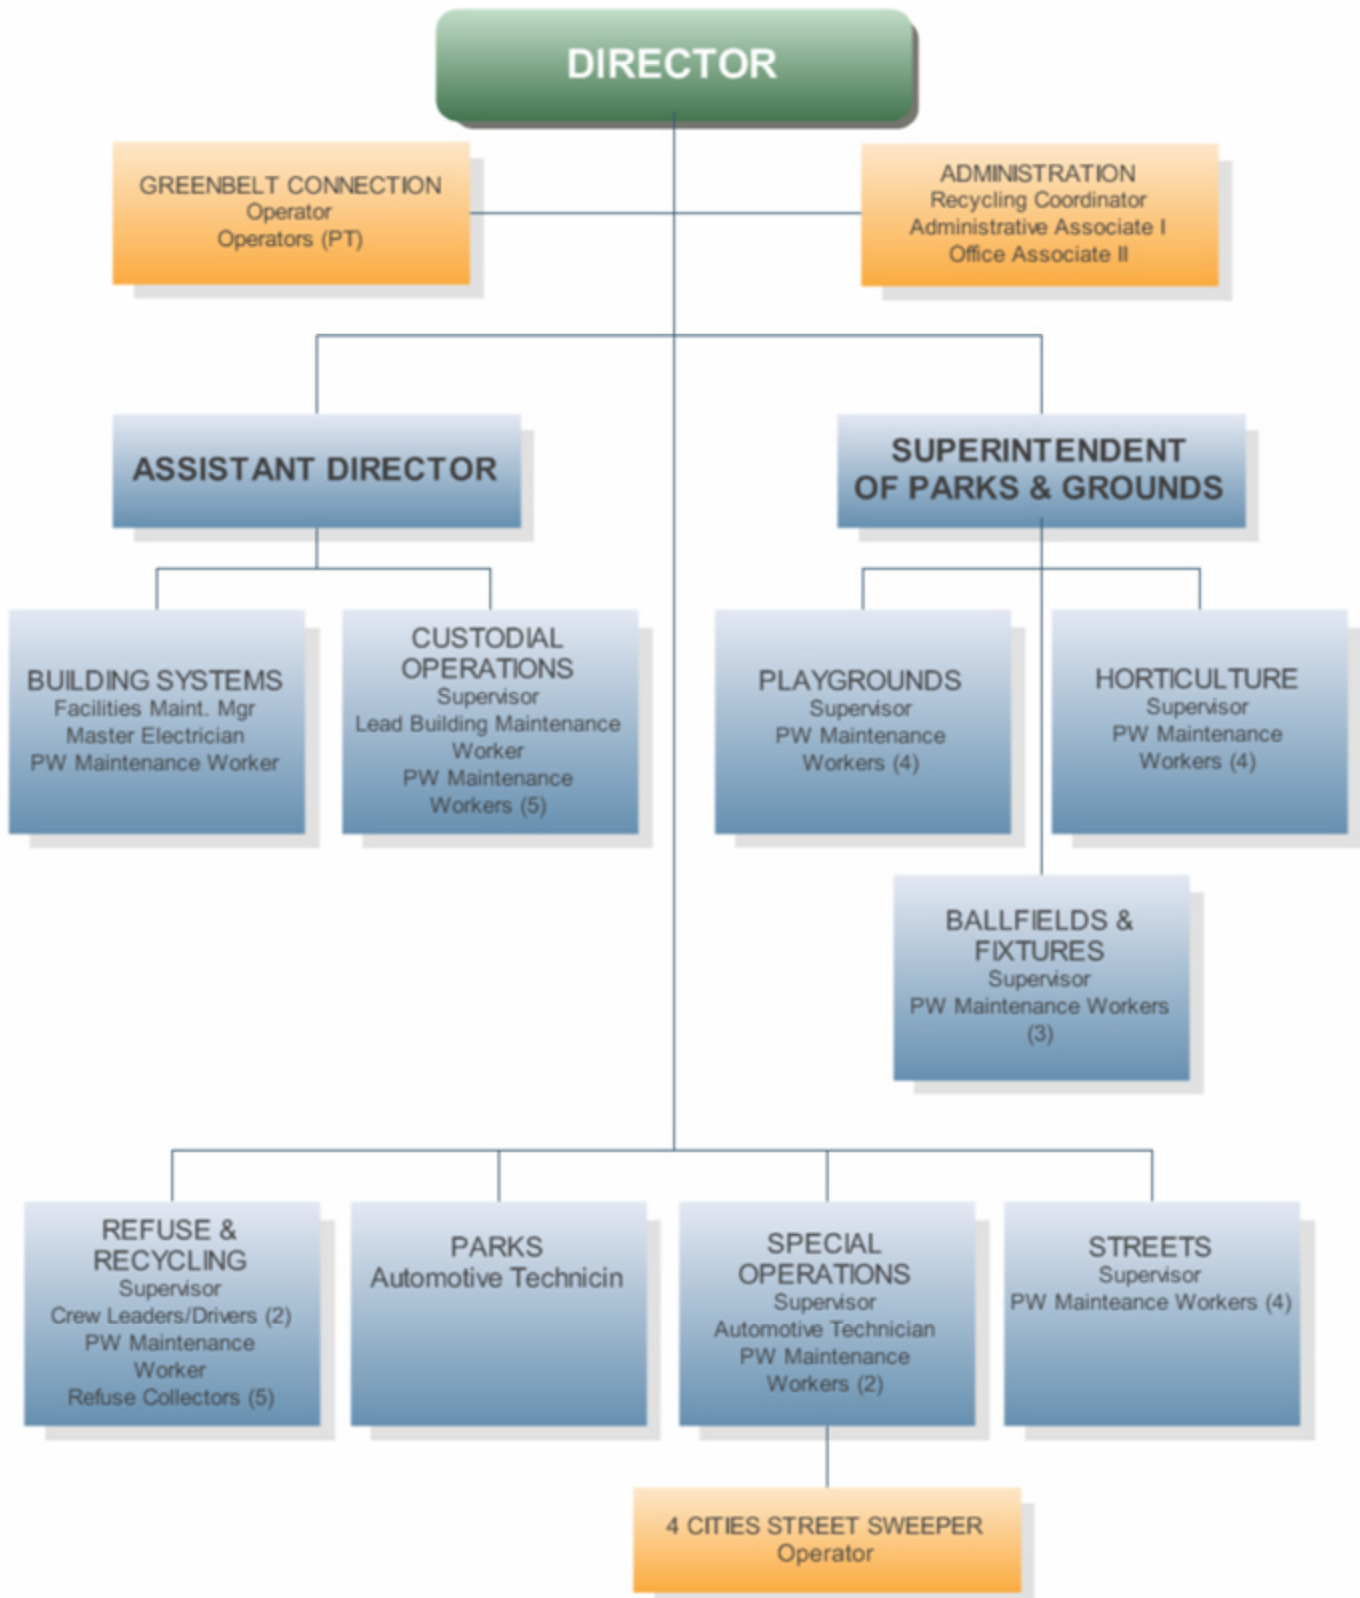 DIRECTOR
GREENBELT CONNECTION
Operator
Operators (PT)
ADMINISTRATION
Recycling Coordinator
Administrative Associate I
Office Associate II
ASSISTANT DIRECTOR
SUPERINTENDENT
OF PARKS & GROUNDS
BUILDING SYSTEMS
Facilities Maint. Mgr
Master Electrician
PW Maintenance Worker
CUSTODIAL
OPERATIONS
Supervisor
Lead Building Maintenance
Worker
PW Maintenance
Workers (5)
PLAYGROUNDS
Supervisor
PW Maintenance
Workers (4)
HORTICULTURE
Supervisor
PW Maintenance
Workers (4)
BALLFIELDS &
FIXTURES
Supervisor
PW Maintenance Workers
(3)
REFUSE &
RECYCLING
Supervisor
Crew Leaders/Drivers (2)
PW Maintenance
Worker
Refuse Collectors (5)
PARKS
Automotive Technicin
SPECIAL
OPERATIONS
Supervisor
Automotive Technician
PW Maintenance
Workers (2)
STREETS
Supervisor
PW Mainteance Workers (4)
4 CITIES STREET SWEEPER
Operator